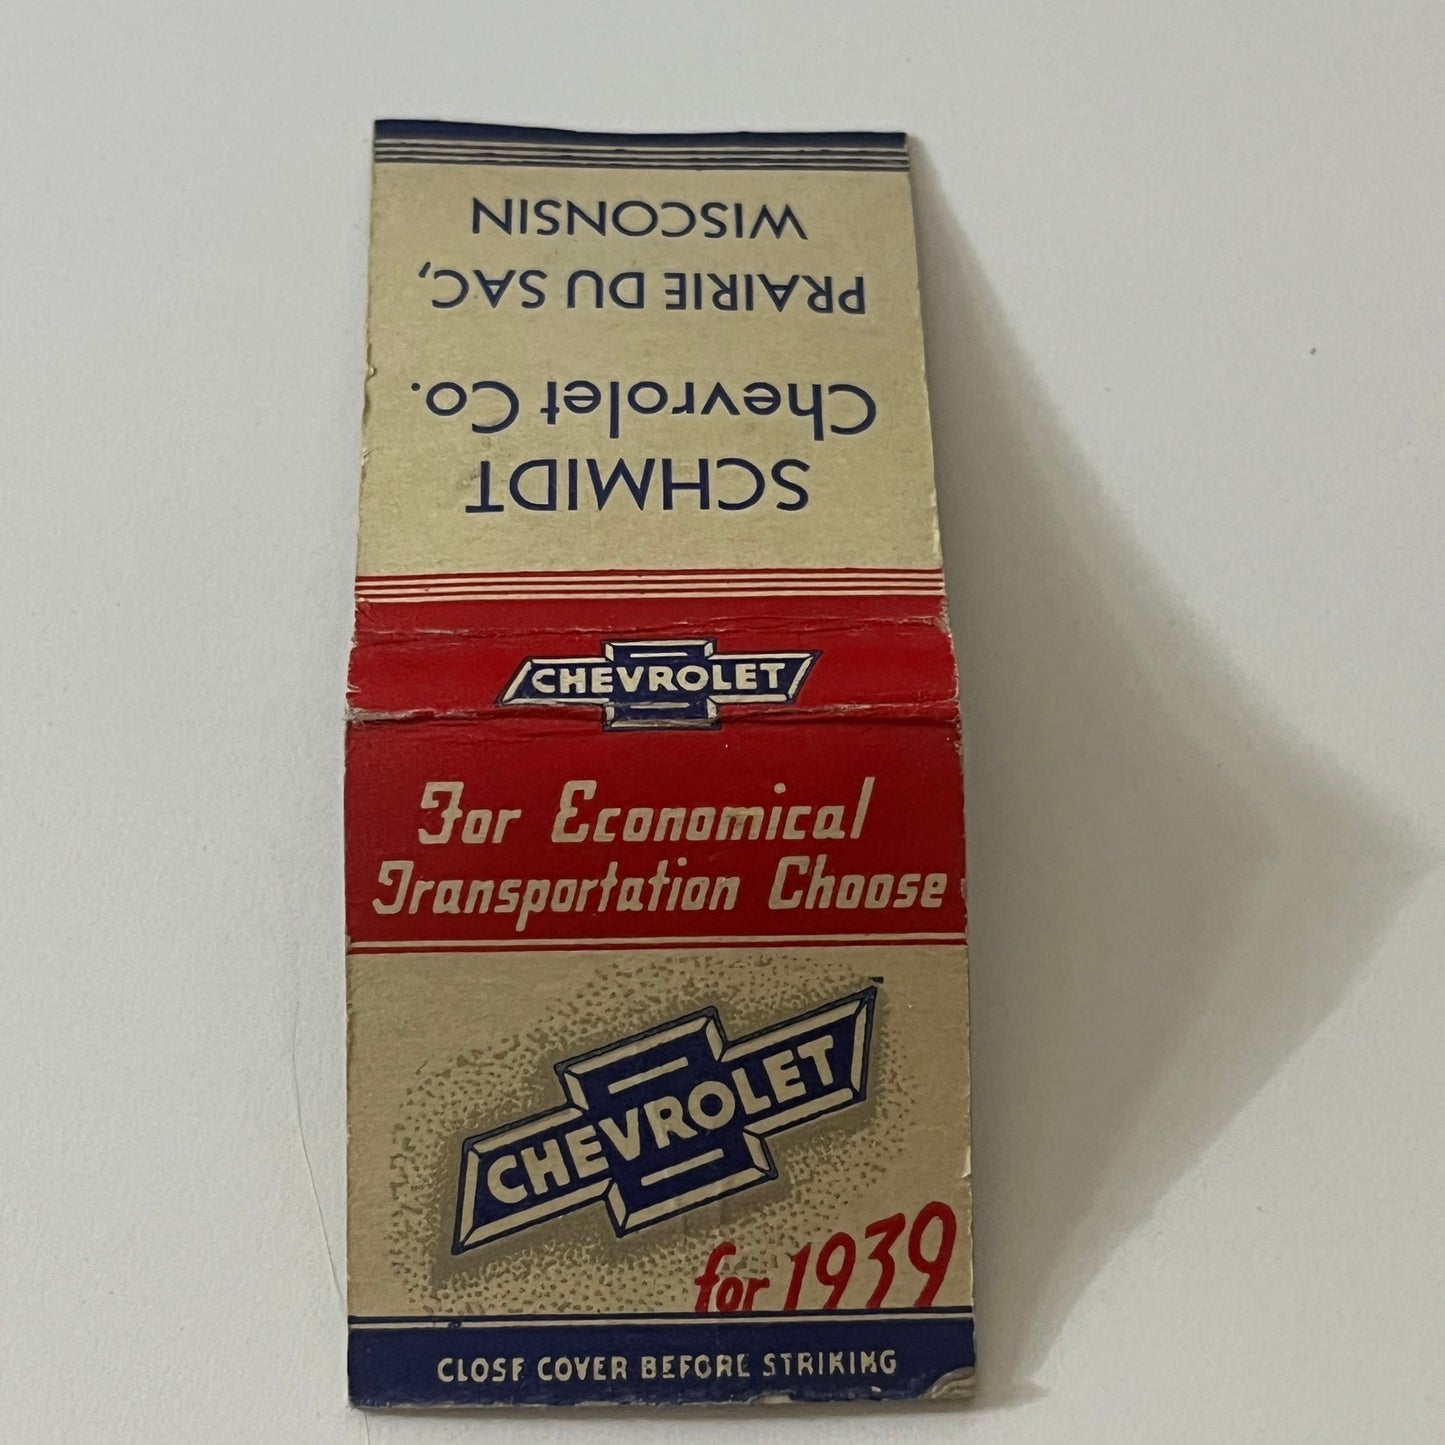 SCHMIDT
Chevrolet Co.
PRAIRIE DU SAC,
WISCONSIN
CHEVROLET
For Economical
Transportation Choose
CHEVROLET
for 1939
CLOSE COVER BEFORE STRIKING